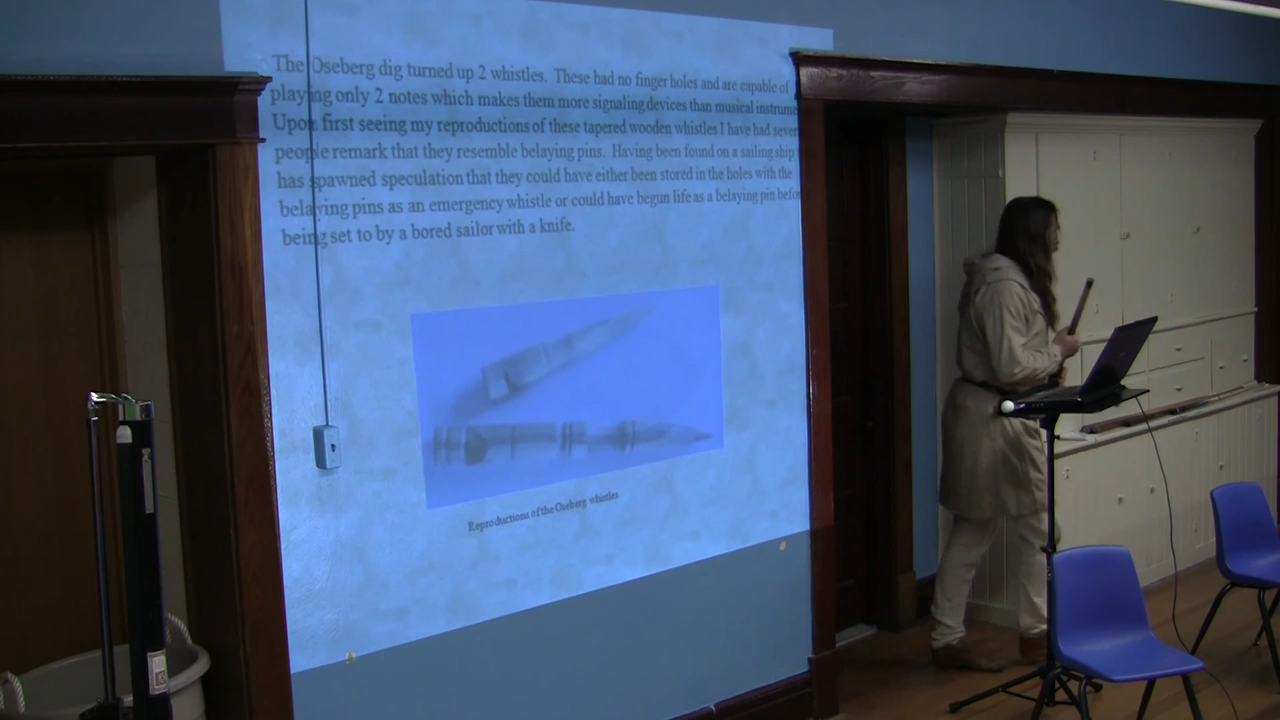 The Oseberg dig turned up 2 whistles. These had no finger holes and are capable of
playing only 2 notes which makes them more signaling devices than musical instrume
Upon first seeing my reproductions of these tapered wooden whistles I have had sever
people remark that they resemble belaying pins. Having been found on a sailing ship
has spawned speculation that they could have either been stored in the holes with the
belaying pins as an emergency whistle or could have begun life as a belaying pin befo
being set to by a bored sailor with a knife.
Reproductions of the Oseberg whistles